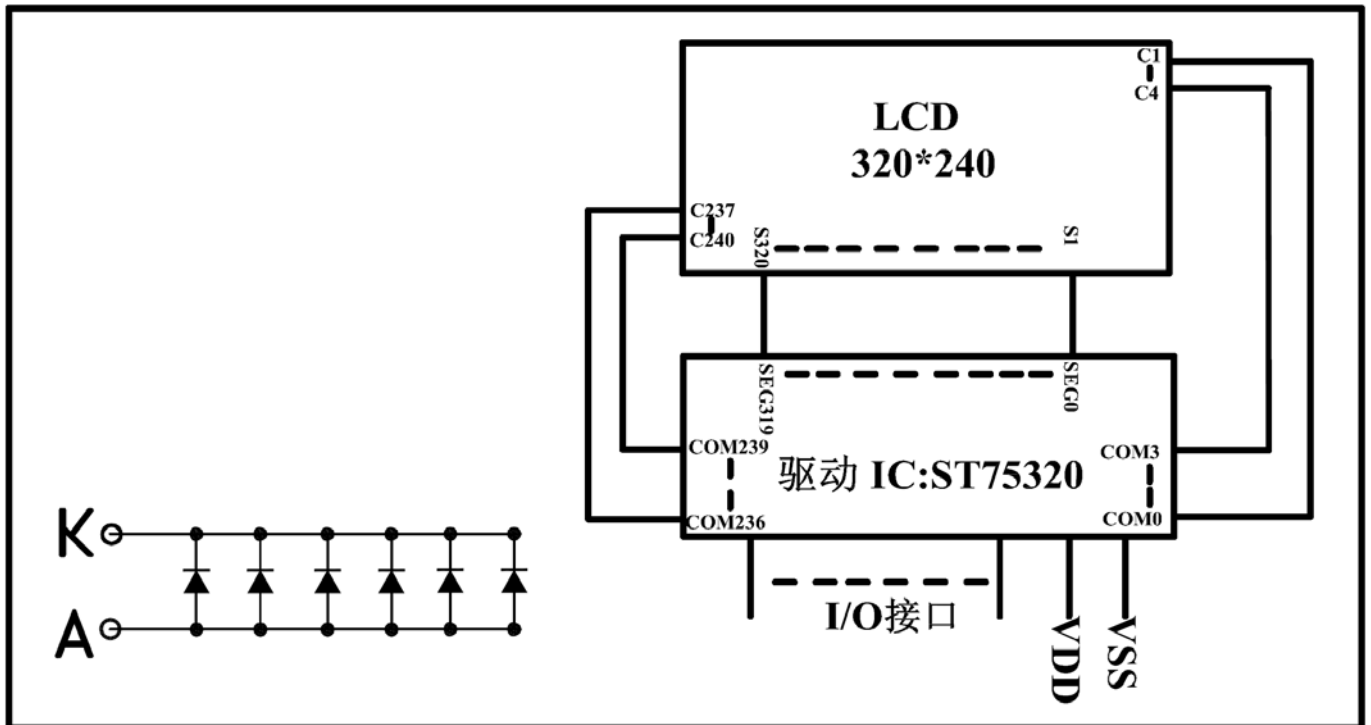 C1
C4
LCD
320*240
C237
C240
S320
S1
SEG319
SEG0
COM239
COM3
驱动 IC:ST75320
COM236
COM0
K
A
I/O接口
VDD
VSS